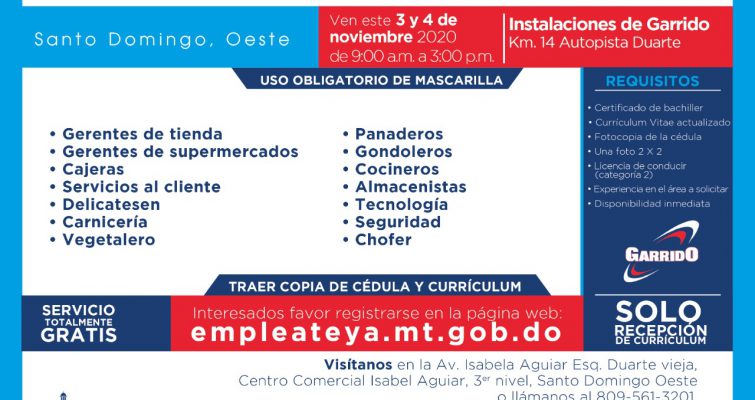 Santo Domingo, Oeste
Ven este 3 y 4 de
noviembre 2020
de 9:00 a.m. a 3:00 p.m.
Instalaciones de Garrido
Km. 14 Autopista Duarte
USO OBLIGATORIO DE MASCARILLA
• Gerentes de tienda
• Gerentes de supermercados
• Cajeras
• Servicios al cliente
• Delicatesen
• Carnicería
• Vegetalero
• Panaderos
• Gondoleros
• Cocineros
• Almacenistas
• Tecnología
• Seguridad
• Chofer
REQUISITOS
• Certificado de bachiller
• Currículum Vitae actualizado
• Fotocopia de la cédula
• Una foto 2 X 2
• Licencia de conducir
(categoría 2)
• Experiencia en el área a solicitar
• Disponibilidad inmediata
GARRIDO
TRAER COPIA DE CÉDULA Y CURRÍCULUM
SERVICIO
TOTALMENTE
GRATIS
Interesados favor registrarse en la página web:
empleateya.mt.gob.do
SOLO
RECEPCIÓN
DE CURRÍCULUM
Visítanos en la Av. Isabela Aguiar Esq. Duarte vieja,
Centro Comercial Isabel Aguiar, 3er nivel, Santo Domingo Oeste
o llámanos al 809-561-3201